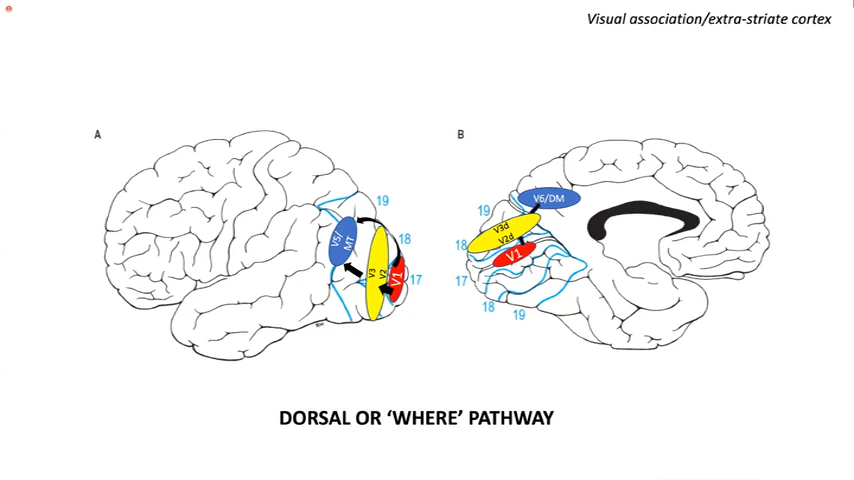 Visual association/extra-striate cortex
A
B
19
18
17
V5/
MT
V3
V2
V1
19
18
17
18
19
V6/DM
V3d
V2d
V1
DORSAL OR ‘WHERE’ PATHWAY